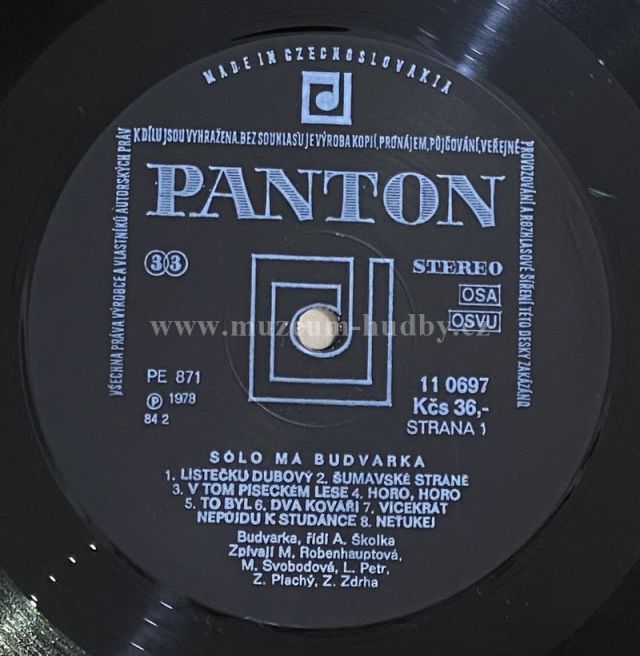 MADE IN CZECHOSLOVAKIA
VŠECHNA PRÁVA VÝROBCE A VLASTNÍKŮ AUTORSKÝCH PRÁV
K DÍLU JSOU VYHRAŽENA. BEZ SOUHLASU JE VÝROBA KOPIÍ, PRONÁJEM, PŮJČOVÁNÍ, VEŘEJNÉ
PROVOZOVÁNÍ A ROZHLASOVÉ ŠÍŘENÍ TÉTO DESKY ZAKÁZÁNO
PANTON
33
STEREO
OSA
OSVU
www.muzeum-hudby.cz
PE 871
Ⓟ 1978
84 2
11 0697
Kčs 36,-
STRANA 1
SÓLO MÁ BUDVARKA
1. LÍSTEČKU DUBOVÝ 2. ŠUMAVSKÉ STRÁNĚ
3. V TOM PÍSECKÉM LESE 4. HORO, HORO
5. TO BYL 6. DVA KOVÁŘI 7. VÍCEKRÁT
NEPŮJDU K STUDÁNCE 8. NEŤUKEJ
Budvarka, řídí A. Školka
Zpívají M. Robenhauptová,
M. Svobodová, L. Petr,
Z. Plachý, Z. Zdrha